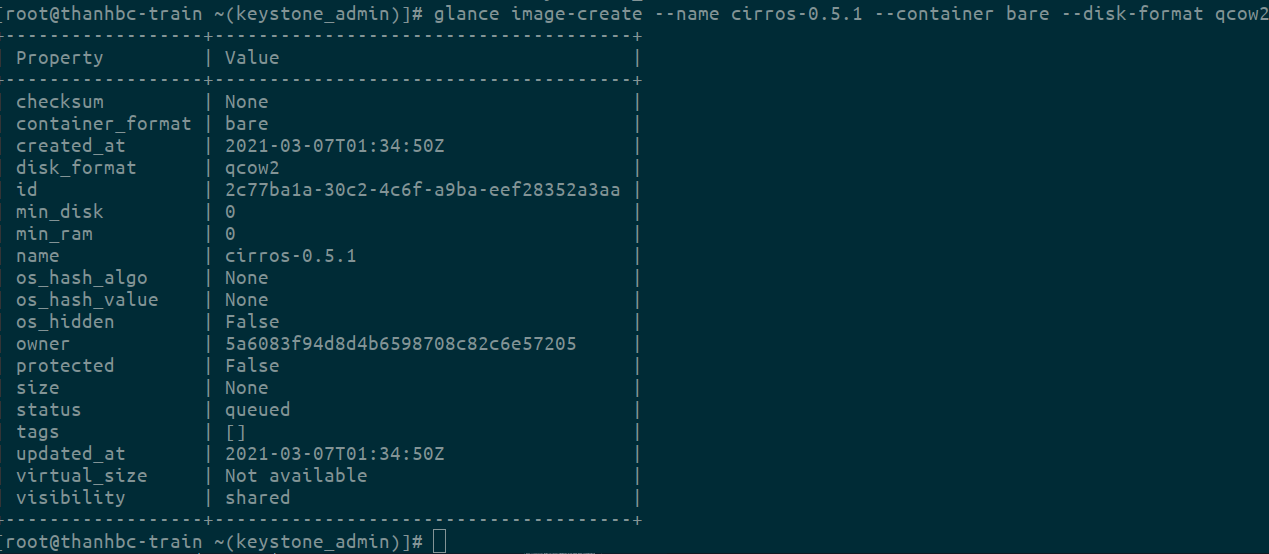 [root@thanhbc-train ~(keystone_admin)]# glance image-create --name cirros-0.5.1 --container bare --disk-format qcow2
+------------------+--------------------------------------+
| Property         | Value                                |
+------------------+--------------------------------------+
| checksum         | None                                 |
| container_format | bare                                 |
| created_at       | 2021-03-07T01:34:50Z                 |
| disk_format      | qcow2                                |
| id               | 2c77ba1a-30c2-4c6f-a9ba-eef28352a3aa |
| min_disk         | 0                                    |
| min_ram          | 0                                    |
| name             | cirros-0.5.1                         |
| os_hash_algo     | None                                 |
| os_hash_value    | None                                 |
| os_hidden        | False                                |
| owner            | 5a6083f94d8d4b6598708c82c6e57205     |
| protected        | False                                |
| size             | None                                 |
| status           | queued                               |
| tags             | []                                   |
| updated_at       | 2021-03-07T01:34:50Z                 |
| virtual_size     | Not available                        |
| visibility       | shared                               |
+------------------+--------------------------------------+
[root@thanhbc-train ~(keystone_admin)]#